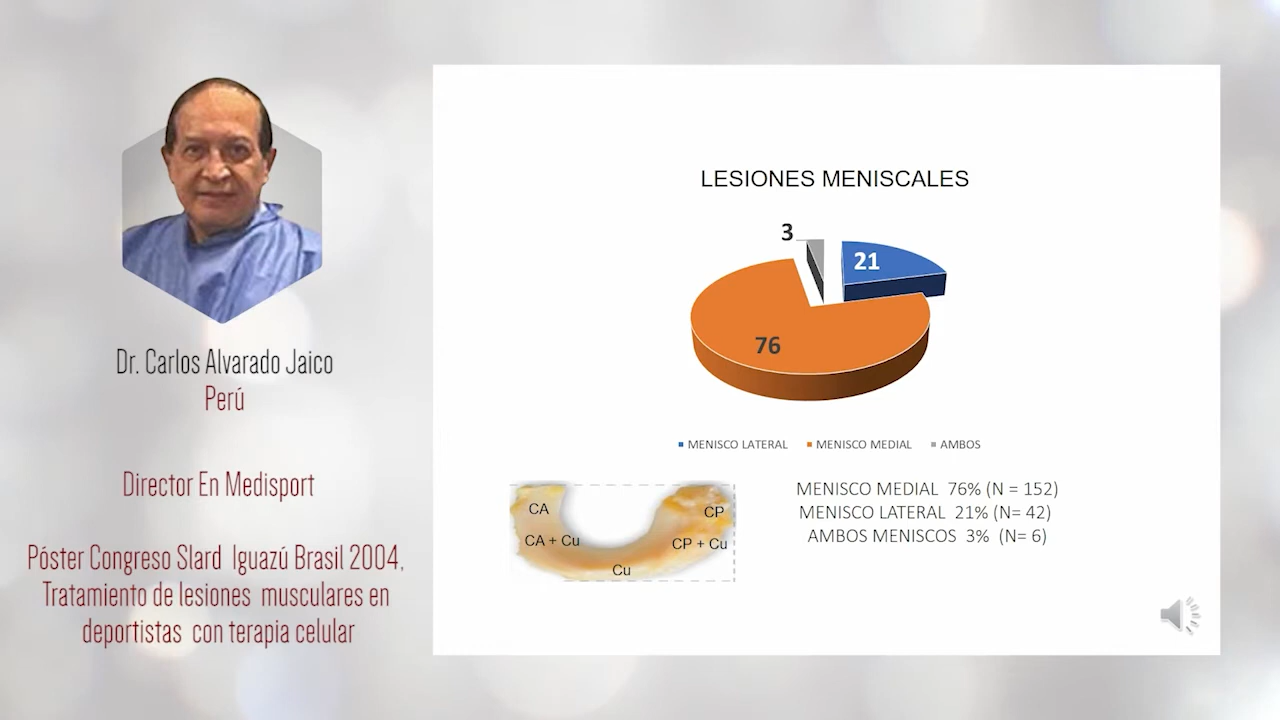 Dr. Carlos Alvarado Jaico
Perú
Director En Medisport
Póster Congreso Slard Iguazú Brasil 2004,
Tratamiento de lesiones musculares en
deportistas con terapia celular
LESIONES MENISCALES
3
21
76
MENISCO LATERAL MENISCO MEDIAL AMBOS
CA
CP
CA + Cu
CP + Cu
Cu
MENISCO MEDIAL 76% (N = 152)
MENISCO LATERAL 21% (N= 42)
AMBOS MENISCOS 3% (N= 6)